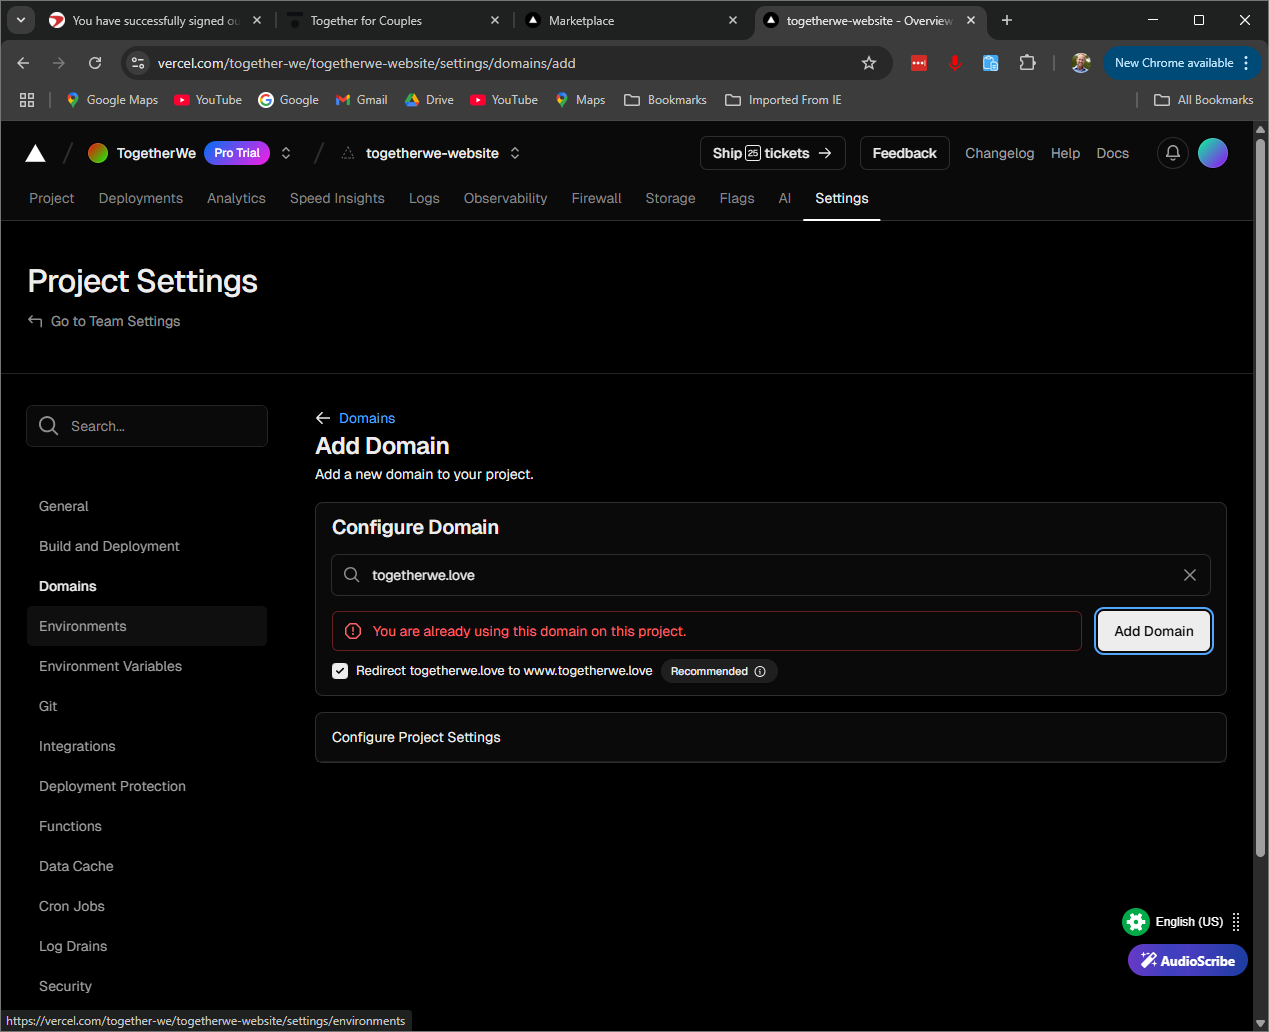 You have successfully signed ou
Together for Couples
Marketplace
togetherwe-website - Overview
vercel.com/together-we/togetherwe-website/settings/domains/add
New Chrome available
Google Maps
YouTube
Google
Gmail
Drive
YouTube
Maps
Bookmarks
Imported From IE
All Bookmarks
TogetherWe
Pro Trial
togetherwe-website
Ship 25 tickets →
Feedback
Changelog
Help
Docs
Project
Deployments
Analytics
Speed Insights
Logs
Observability
Firewall
Storage
Flags
AI
Settings
Project Settings
Go to Team Settings
Search...
General
Build and Deployment
Domains
Environments
Environment Variables
Git
Integrations
Deployment Protection
Functions
Data Cache
Cron Jobs
Log Drains
Security
← Domains
Add Domain
Add a new domain to your project.
Configure Domain
togetherwe.love
You are already using this domain on this project.
Add Domain
Redirect togetherwe.love to www.togetherwe.love
Recommended
Configure Project Settings
English (US)
AudioScribe
https://vercel.com/together-we/togetherwe-website/settings/environments